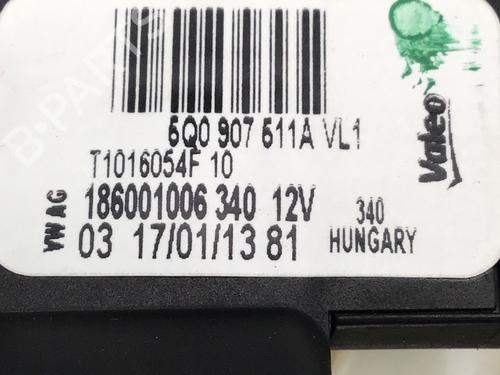 B-PARTS
6Q0 907 511A VL1
T1016054F 10
186001006 340 12V
03 17/01/13 81
VW AG
340
HUNGARY
Valeo